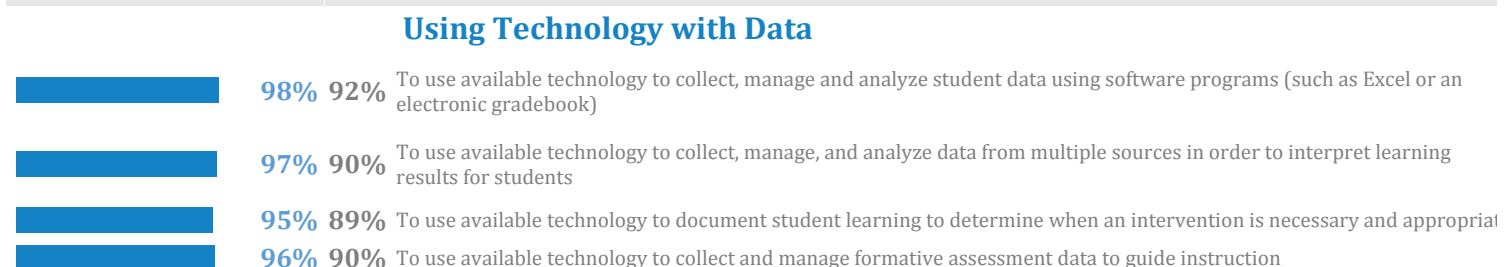 Using Technology with Data
98% 92% To use available technology to collect, manage and analyze student data using software programs (such as Excel or an
electronic gradebook)
97% 90% To use available technology to collect, manage, and analyze data from multiple sources in order to interpret learning
results for students
95% 89% To use available technology to document student learning to determine when an intervention is necessary and appropriat
96% 90% To use available technology to collect and manage formative assessment data to guide instruction